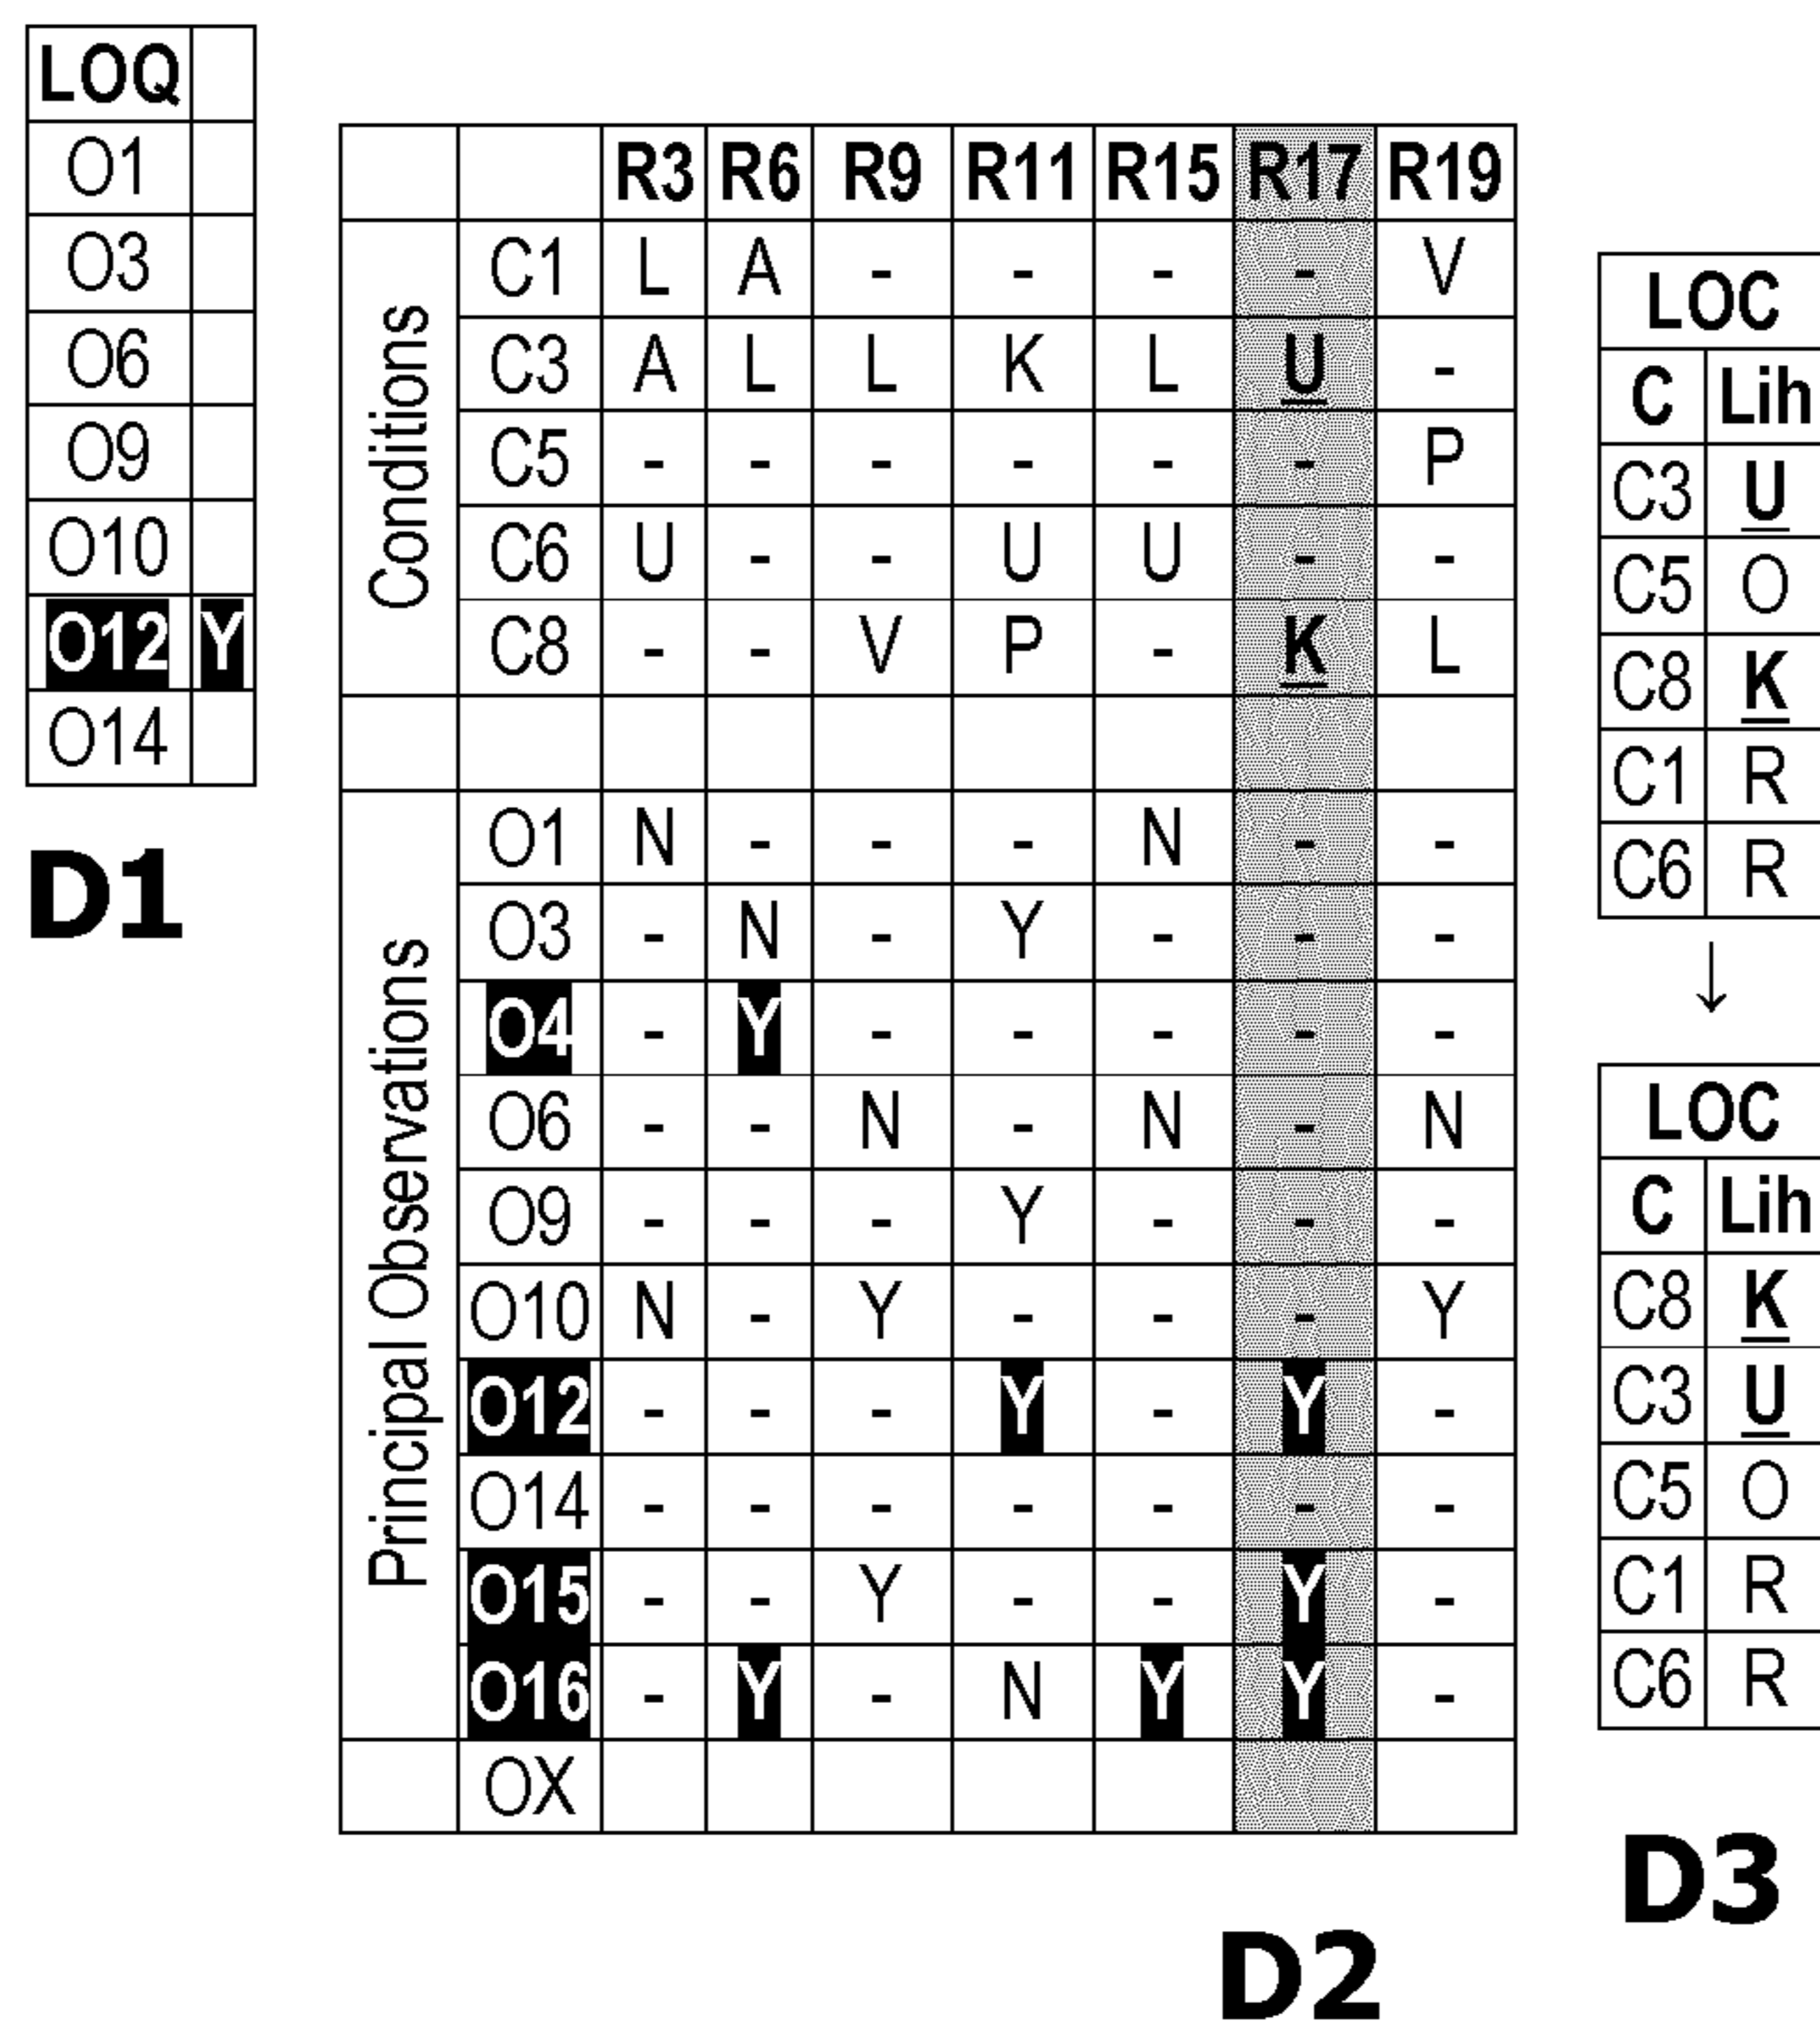 LOQ
O1
O3
O6
O9
O10
O12 Y
O14
D1
R3 R6 R9 R11 R15 R17 R19
Conditions
C1 L A - - - - V
C3 A L L K L U -
C5 - - - - - - P
C6 U - - U U - -
C8 - - V P - K L
Principal Observations
O1 N - - - N - -
O3 - N - Y - - -
O4 - Y - - - - -
O6 - - N - N - N
O9 - - - Y - - -
O10 N - Y - - - Y
O12 - - - Y - Y -
O14 - - - - - - -
O15 - - Y - - Y -
O16 - Y - N Y Y -
OX
D2
LOC
C Lih
C3 U
C5 O
C8 K
C1 R
C6 R
↓
LOC
C Lih
C8 K
C3 U
C5 O
C1 R
C6 R
D3